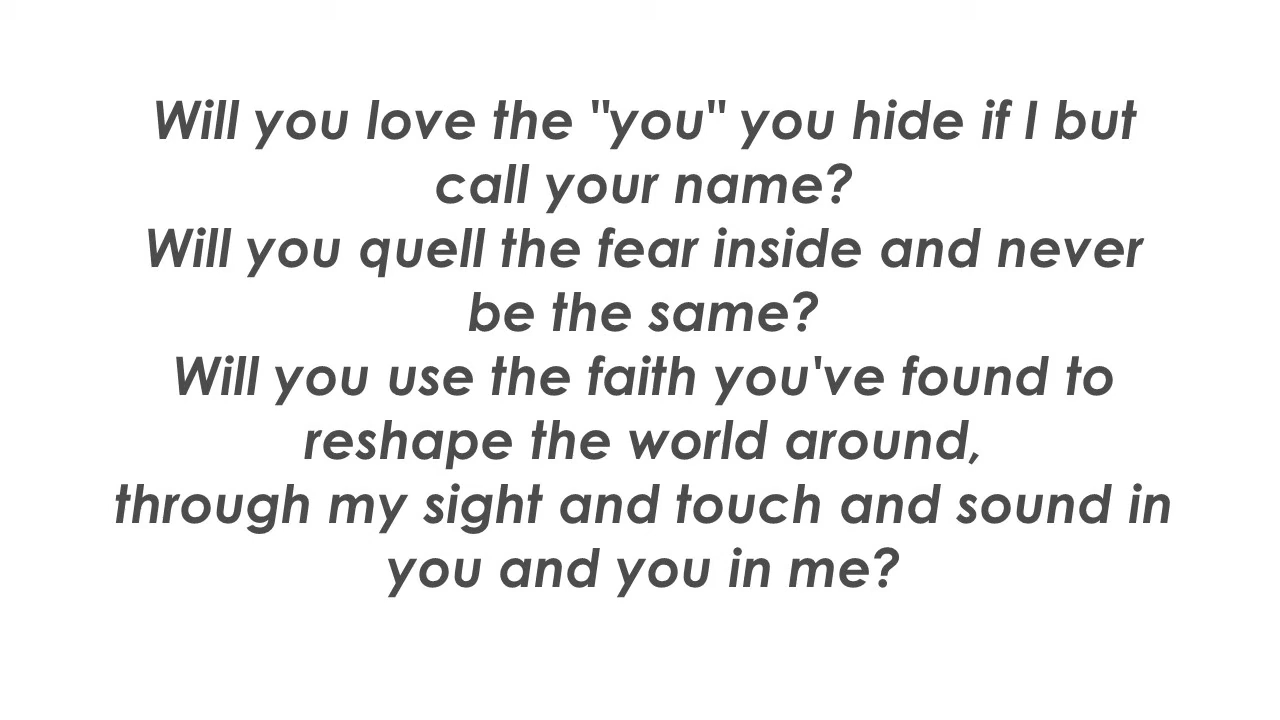 Will you love the "you" you hide if I but
call your name?
Will you quell the fear inside and never
be the same?
Will you use the faith you've found to
reshape the world around,
through my sight and touch and sound in
you and you in me?